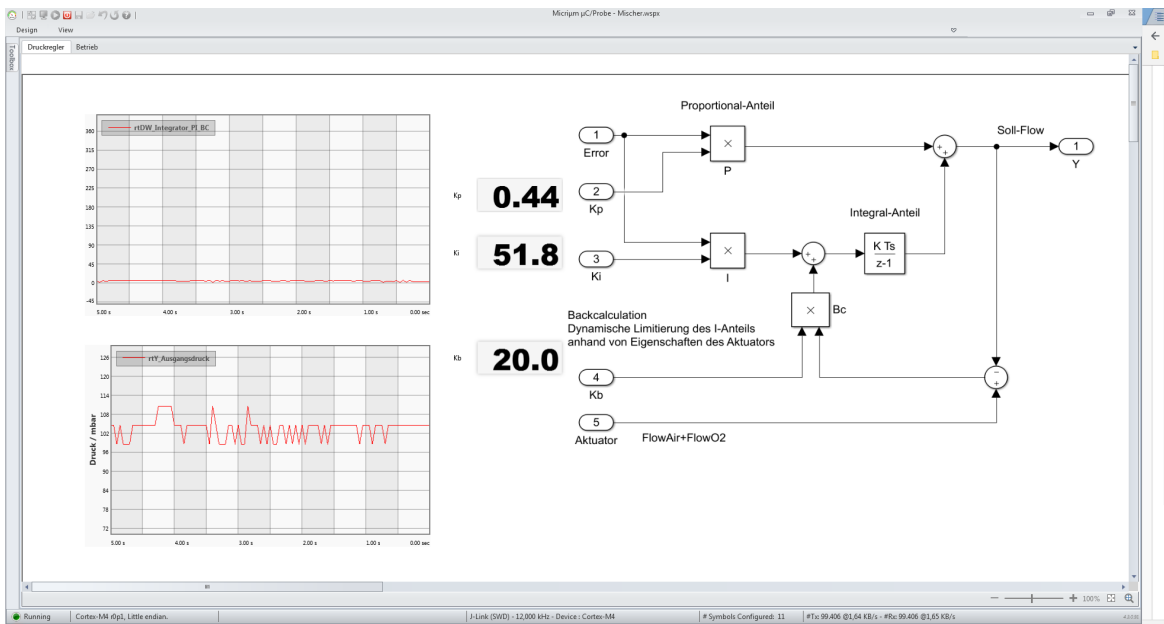 Micriµm µC/Probe - Mischer.wspx
Design View
Toolbox
Druckregler Betrieb
rtDW_Integrator_PI_BC
360
315
270
225
180
135
90
45
0
-45
5.00 s 4.00 s 3.00 s 2.00 s 1.00 s 0.00 sec
rtY_Ausgangsdruck
Druck / mbar
126
120
114
108
102
96
90
84
78
72
5.00 s 4.00 s 3.00 s 2.00 s 1.00 s 0.00 sec
Kp 0.44
Ki 51.8
Kb 20.0
Proportional-Anteil
1
Error
×
P
+
+
Soll-Flow
1
Y
2
Kp
Integral-Anteil
3
Ki
×
I
+
+
K Ts
z-1
Backcalculation
Dynamische Limitierung des I-Anteils
anhand von Eigenschaften des Aktuators
×
Bc
4
Kb
−
+
5
Aktuator
FlowAir+FlowO2
100%
Running Cortex-M4 r0p1, Little endian. J-Link (SWD) - 12,000 kHz - Device : Cortex-M4 # Symbols Configured: 11 #Tx: 99.406 @1,64 KB/s - #Rx: 99.406 @1,65 KB/s